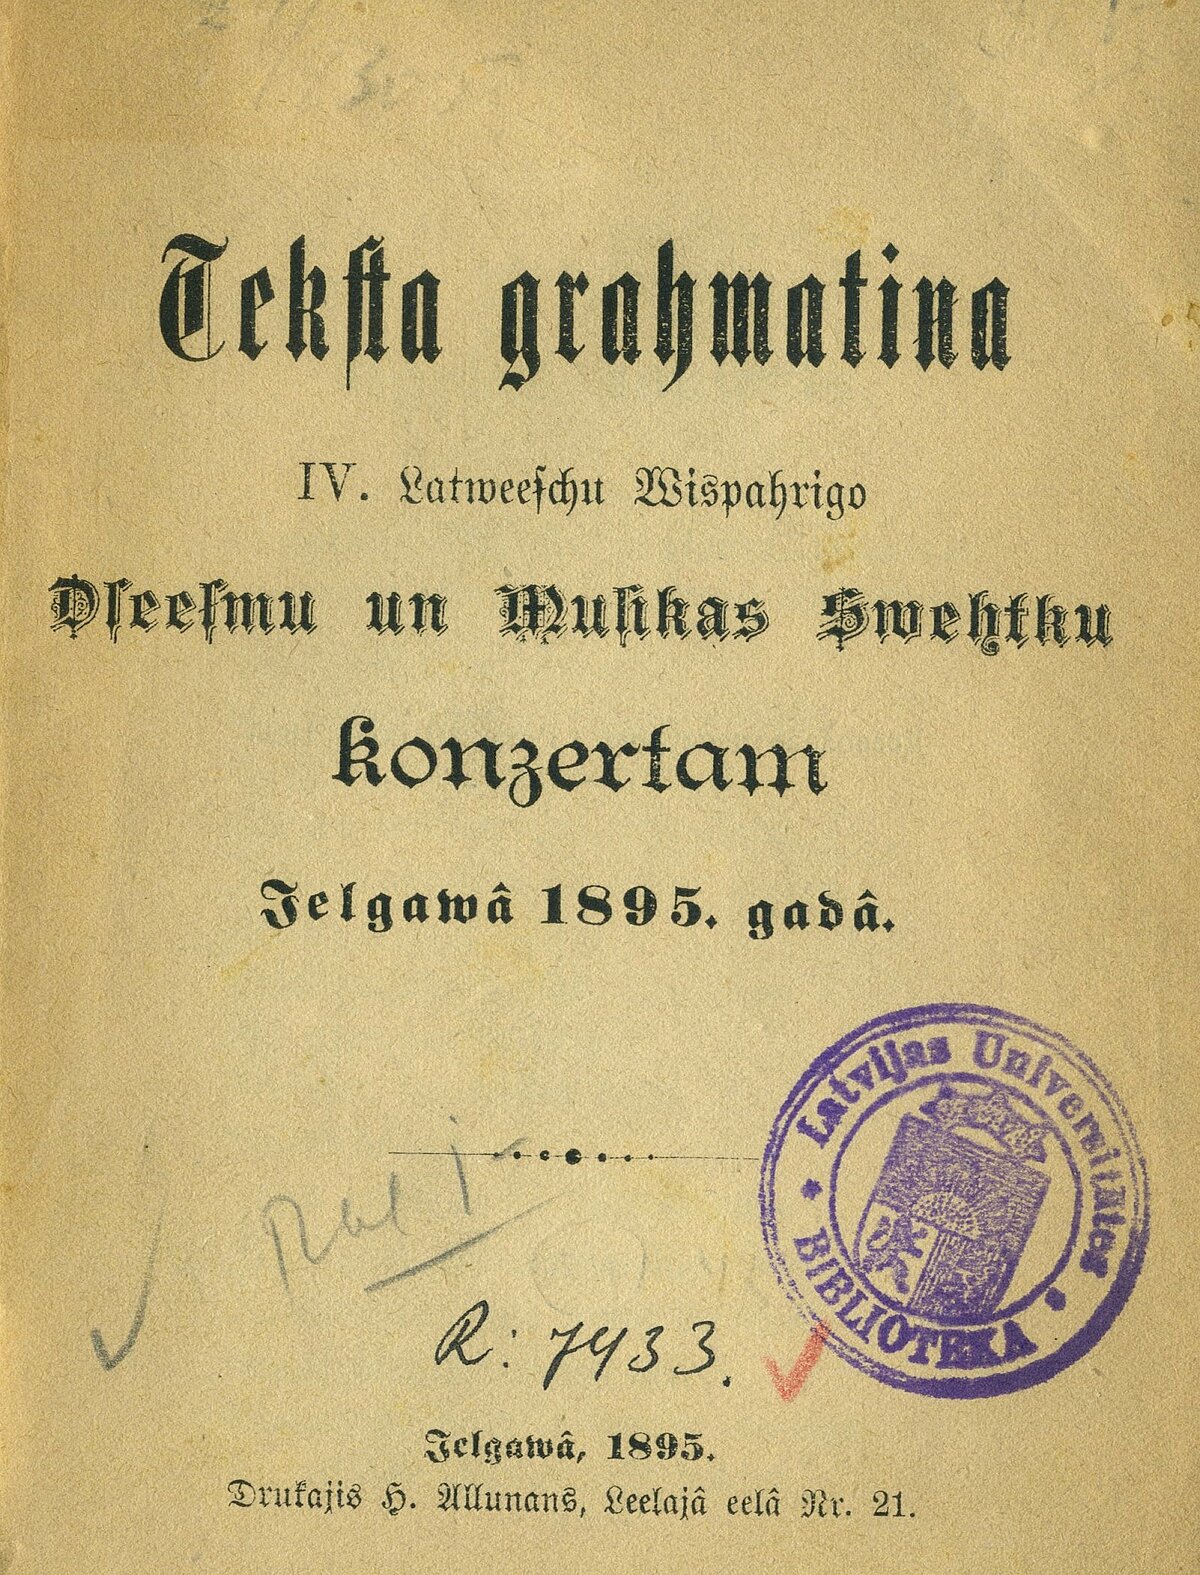 Tekſta grahmatina
IV. Latweeſchu Wispahrigo
Dſeeſmu un Muſikas Swehtku
konzertam
Jelgawâ 1895. gadâ.
Latvijas Universitātes
BIBLIOTEKA
R: 7433.
Jelgawâ, 1895.
Drukajis H. Allunans, Leelajâ eelâ Nr. 21.